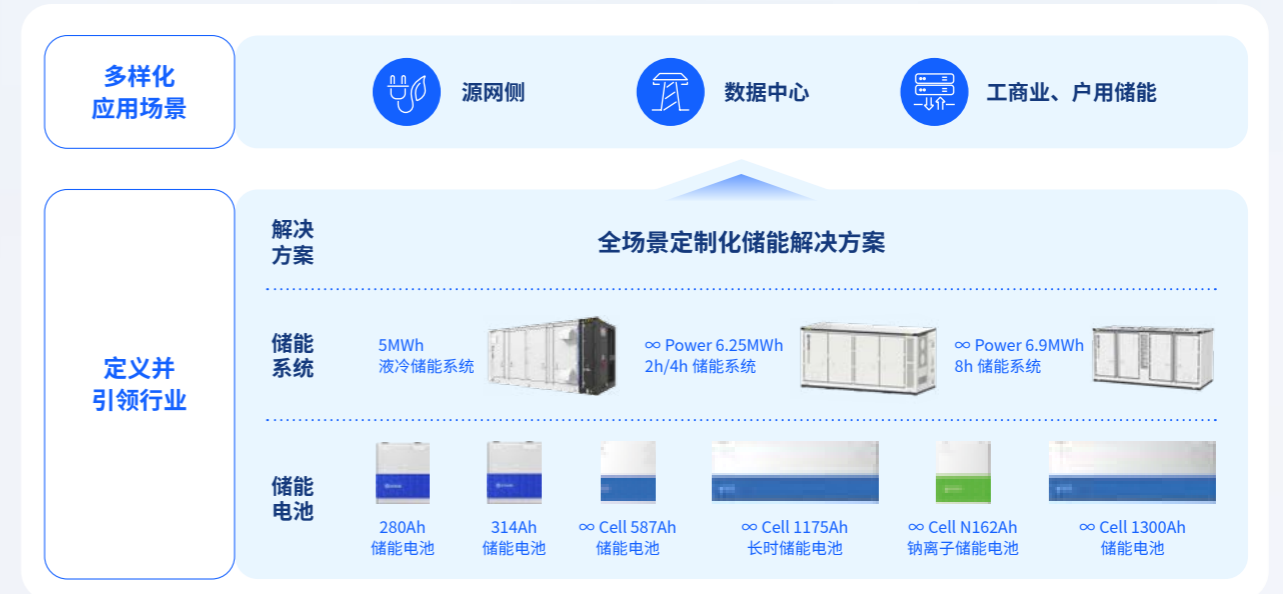 多样化
应用场景
源网侧
数据中心
工商业、户用储能
定义并
引领行业
解决
方案
全场景定制化储能解决方案
储能
系统
5MWh
液冷储能系统
∞ Power 6.25MWh
2h/4h 储能系统
∞ Power 6.9MWh
8h 储能系统
储能
电池
280Ah
储能电池
314Ah
储能电池
∞ Cell 587Ah
储能电池
∞ Cell 1175Ah
长时储能电池
∞ Cell N162Ah
钠离子储能电池
∞ Cell 1300Ah
储能电池